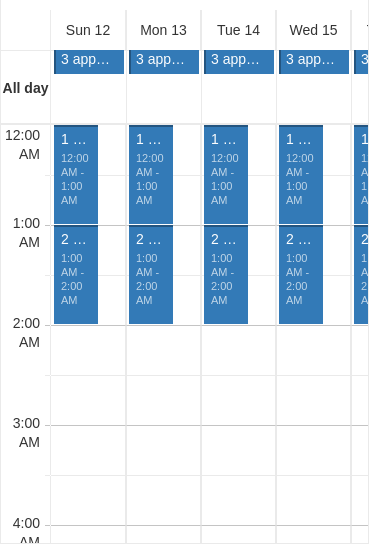 Sun 12 Mon 13 Tue 14 Wed 15
3 app... 3 app... 3 app... 3 app... 3
All day
12:00
AM
1 ... 1 ... 1 ... 1 ... 1
12:00 12:00 12:00 12:00
AM - AM - AM - AM -
1:00 1:00 1:00 1:00
AM AM AM AM
1:00
AM
2 ... 2 ... 2 ... 2 ... 2
1:00 1:00 1:00 1:00
AM - AM - AM - AM -
2:00 2:00 2:00 2:00
AM AM AM AM
2:00
AM
3:00
AM
4:00
AM